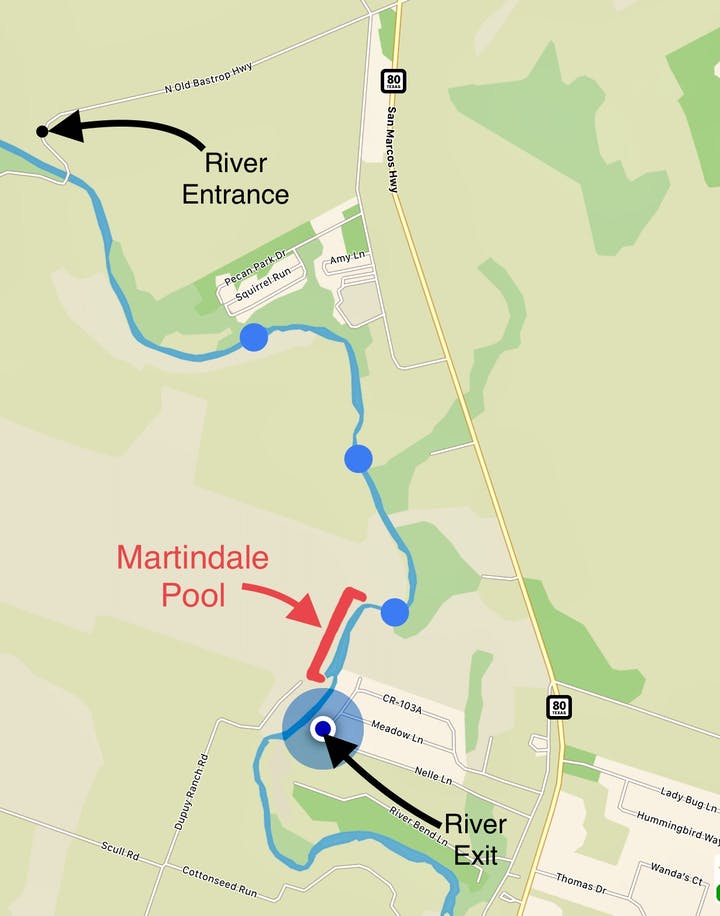 80
TEXAS
N Old Bastrop Hwy
San Marcos Hwy
River
Entrance
Pecan Park Dr
Amy Ln
Squirrel Run
Martindale
Pool
CR-103A
80
TEXAS
Meadow Ln
Dupuy Ranch Rd
Nelle Ln
Lady Bug Ln
River Bend Ln
River
Exit
Hummingbird Way
Scull Rd
Cottonseed Run
Thomas Dr
Wanda's Ct